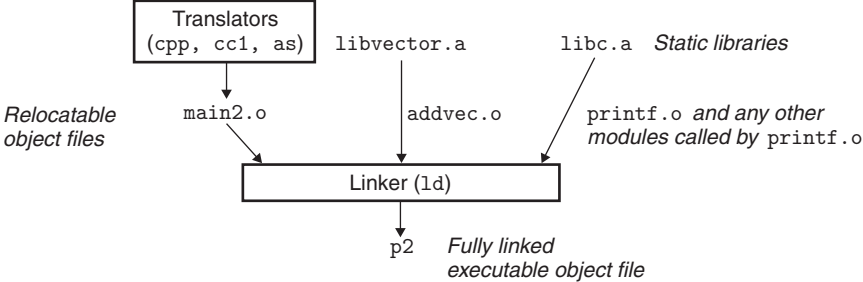 Translators
(cpp, cc1, as)
libvector.a
libc.a
Static libraries
Relocatable
object files
main2.o
addvec.o
printf.o and any other
modules called by printf.o
Linker (ld)
p2
Fully linked
executable object file